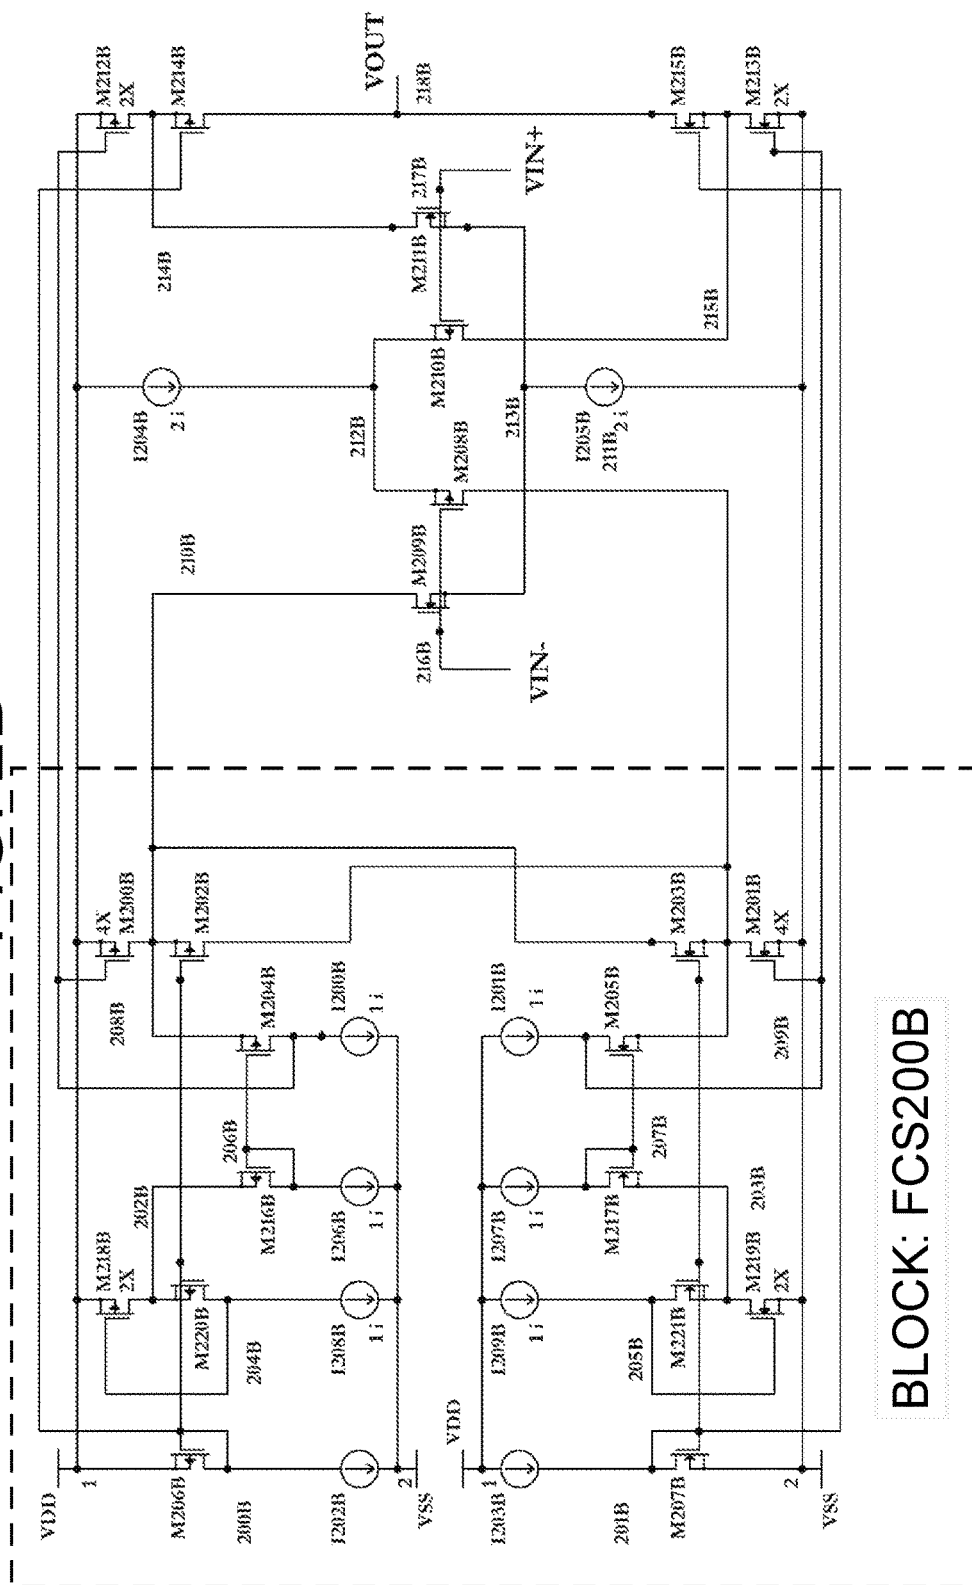 VDD
1
M206B
200B
I202B
2
VSS
VDD
1
I203B
201B
M207B
2
VSS
M218B
2X
M220B
204B
I208B
1 i
I209B
1 i
205B
M221B
M219B
2X
202B
M216B
206B
I206B
1 i
I207B
1 i
M217B
207B
203B
208B
M204B
I200B
1 i
I201B
1 i
M205B
209B
4X
M200B
M202B
M203B
M201B
4X
BLOCK: FCS200B
210B
216B
VIN-
M209B
M208B
212B
I204B
2 i
M210B
213B
I205B
211B
2 i
214B
M211B
217B
VIN+
215B
M212B
2X
M214B
VOUT
218B
M215B
M213B
2X